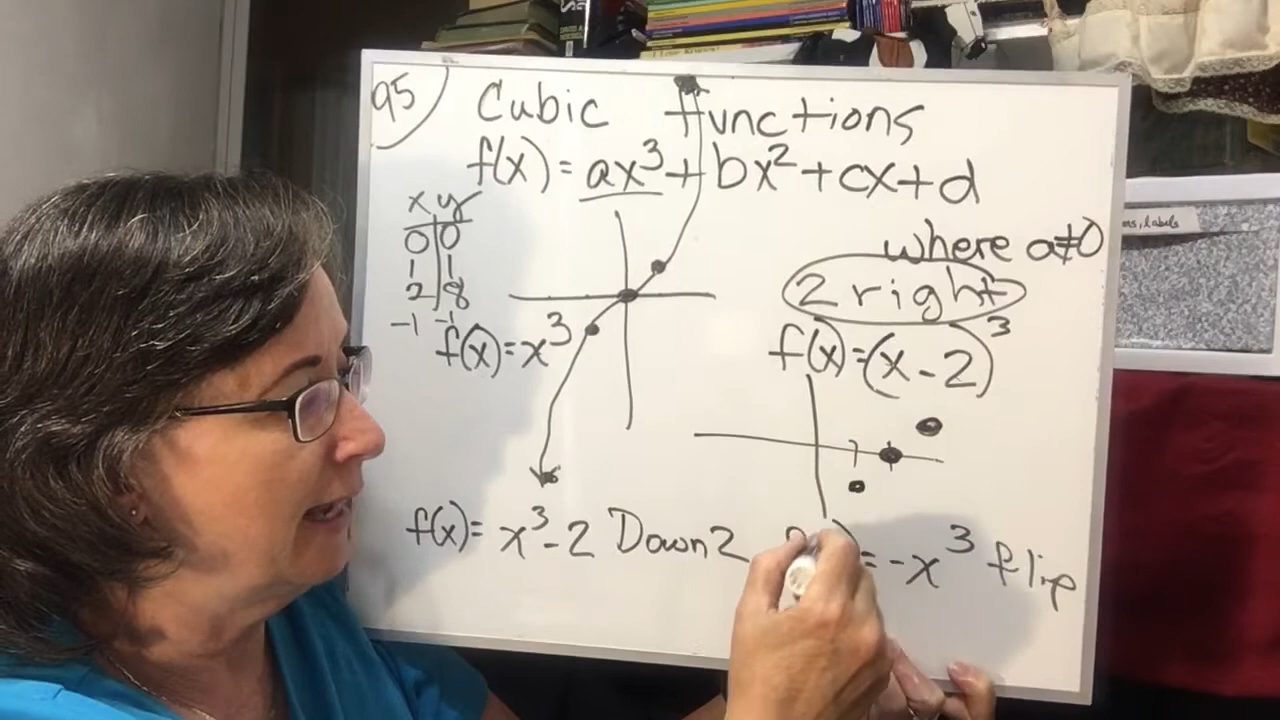 95) Cubic functions
f(x) = ax³ + bx² + cx + d
where a≠0
x y
0 0
1 1
2 8
-1 -1
f(x) = x³
2 right
f(x) = (x - 2)³
f(x) = x³ - 2 Down 2
= -x³ flip